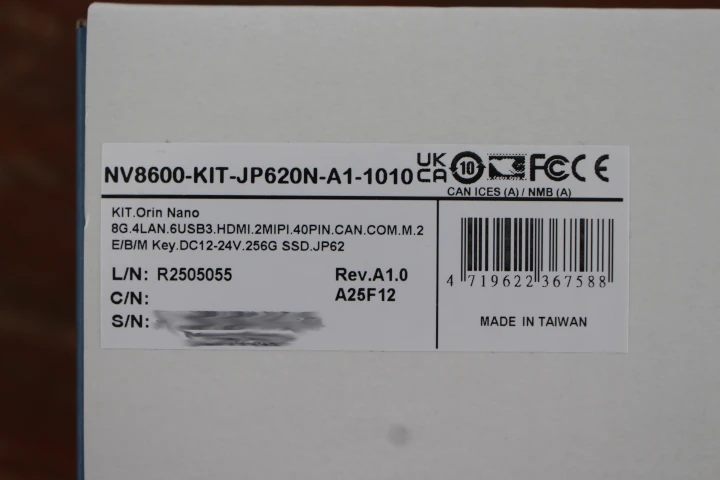 NV8600-KIT-JP620N-A1-1010 UK CA 10 FC CE
CAN ICES (A) / NMB (A)
KIT.Orin Nano
8G.4LAN.6USB3.HDMI.2MIPI.40PIN.CAN.COM.M.2
E/B/M Key.DC12-24V.256G SSD.JP62
L/N: R2505055 Rev.A1.0
C/N: A25F12
S/N:
4 719622 367588
MADE IN TAIWAN